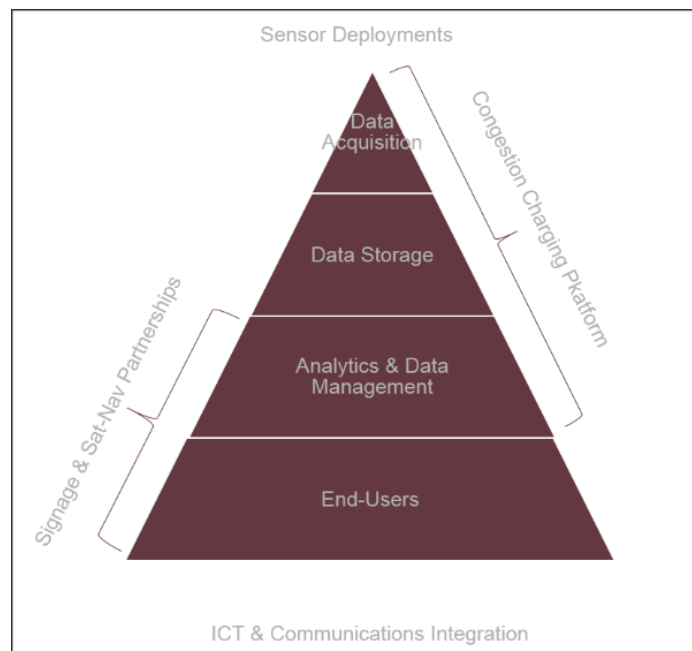 Sensor Deployments
Data
Acquisition
Data Storage
Analytics & Data
Management
End-Users
Congestion Charging Pkatform
Signage & Sat-Nav Partnerships
ICT & Communications Integration